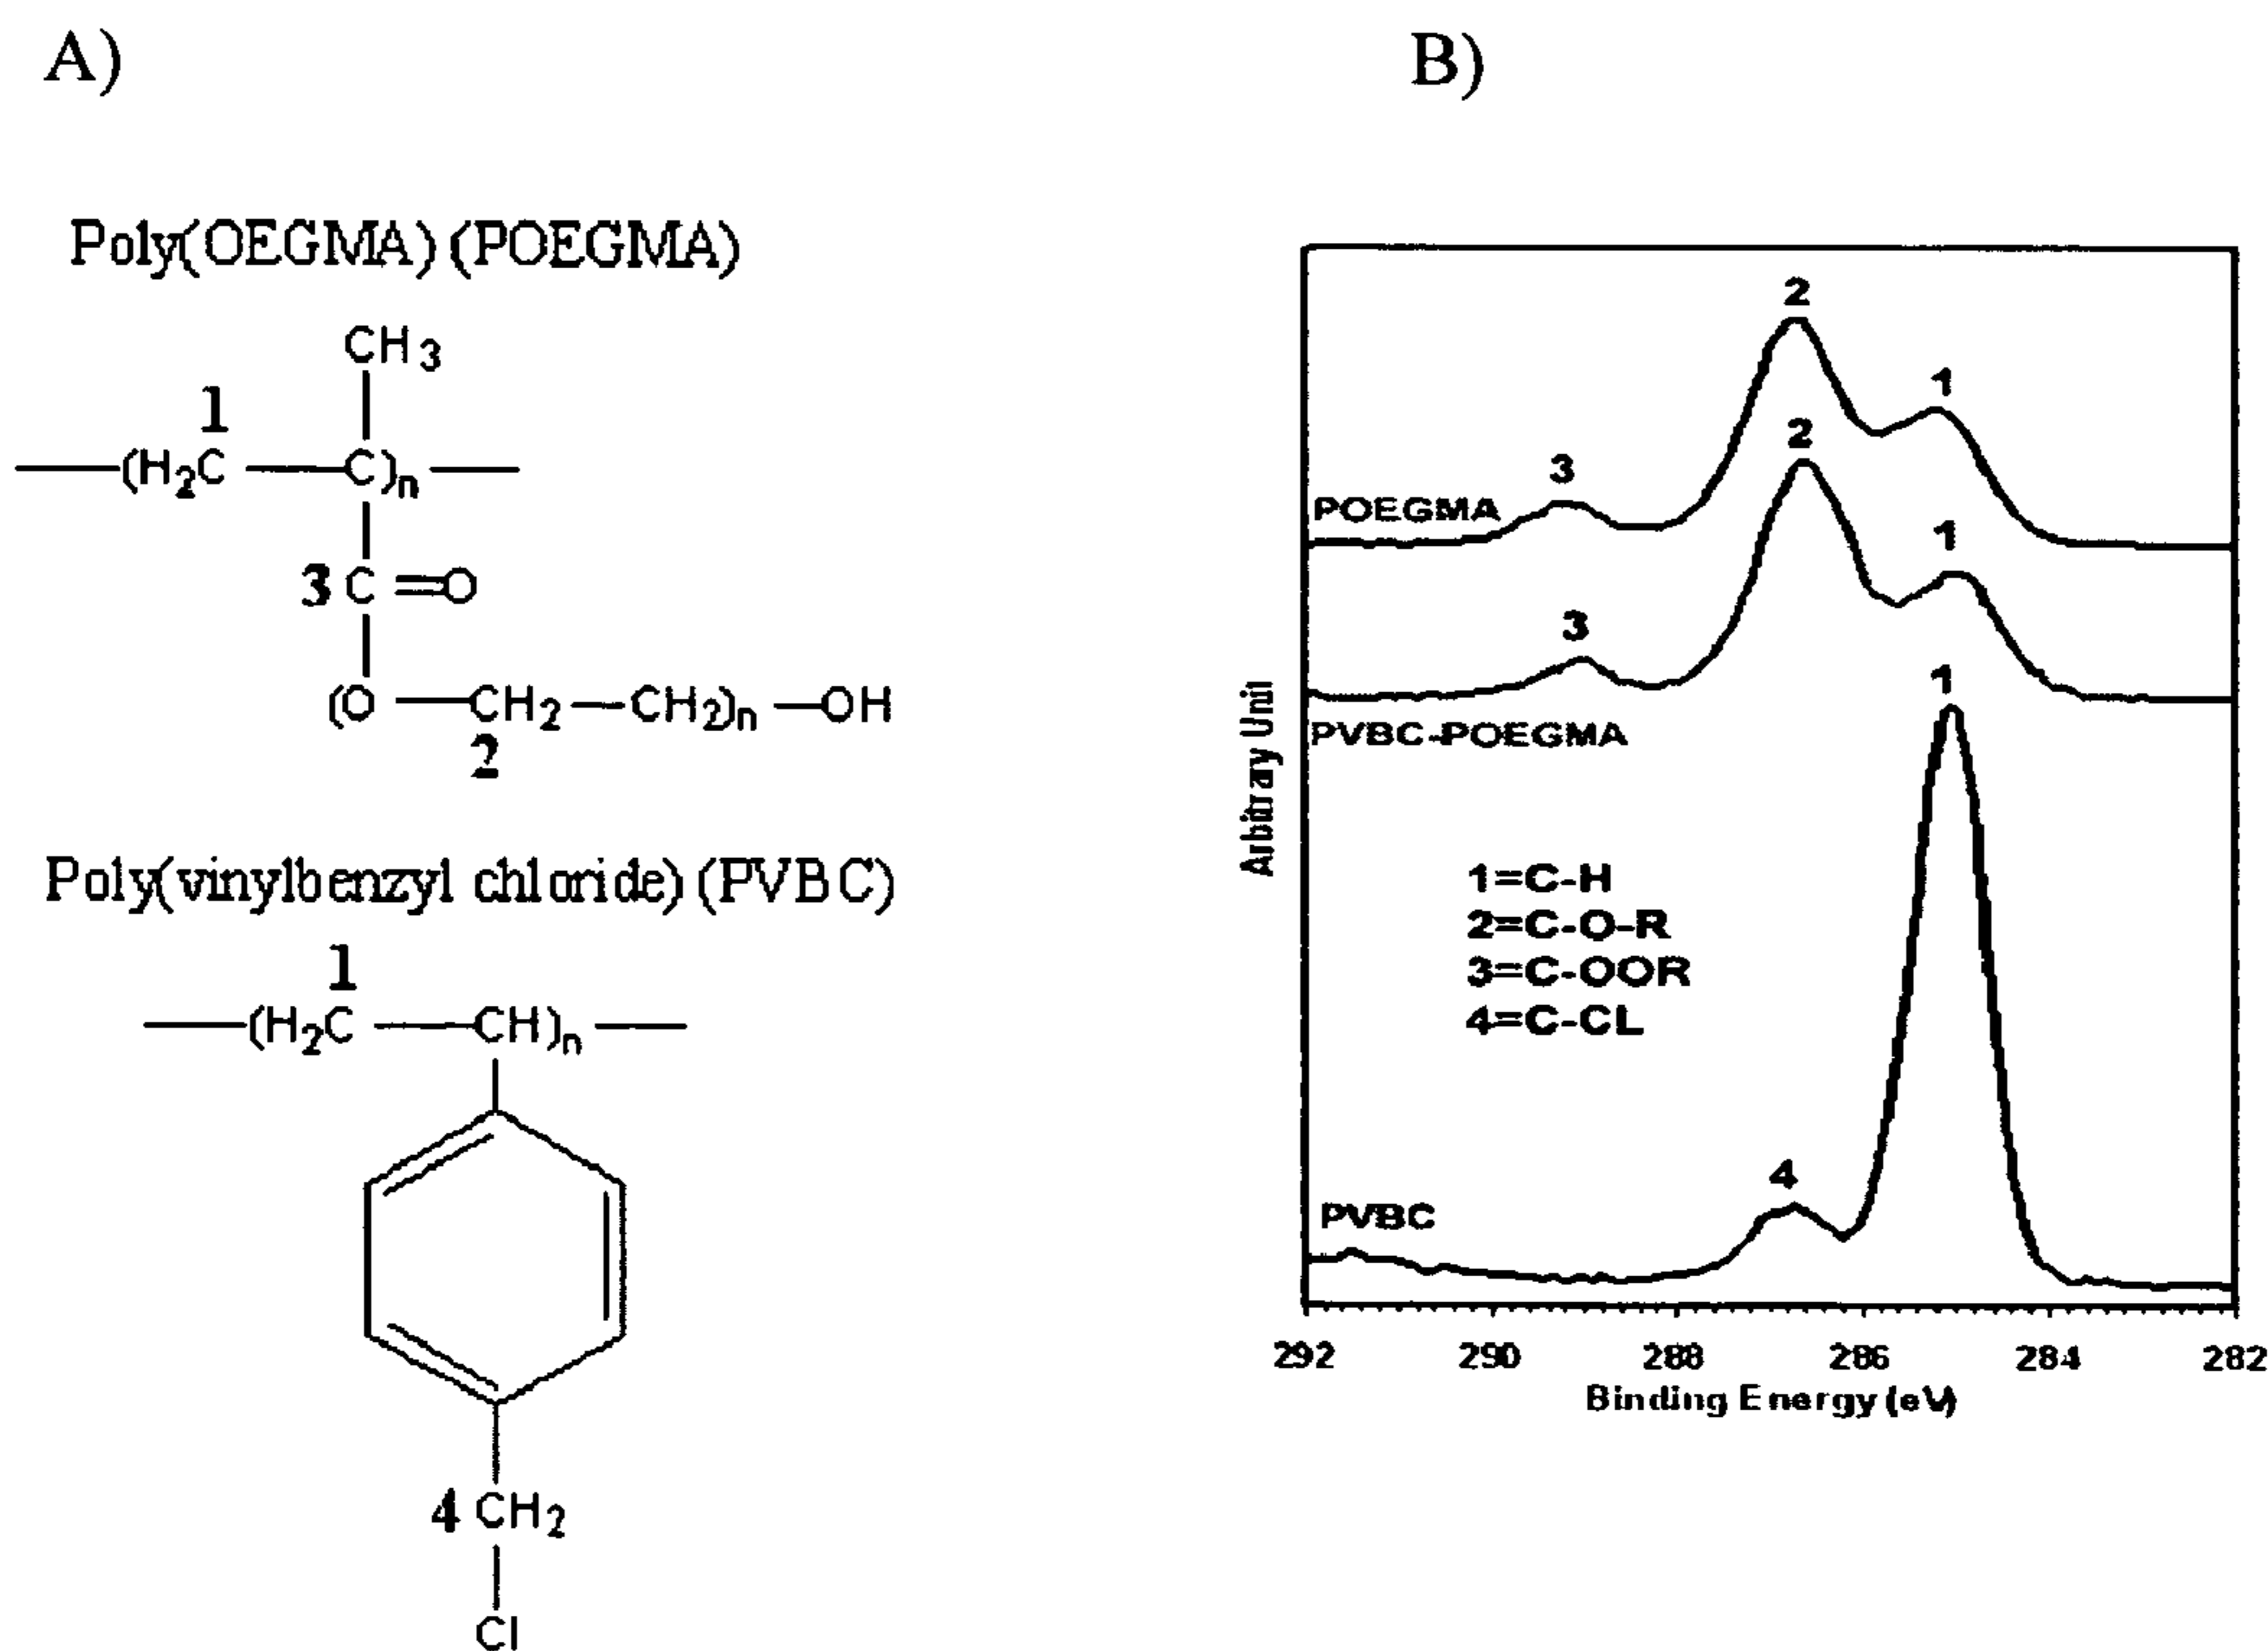 A)
B)
Poly(OEGMA) (POEGMA)
CH3
1
(H2C
C)n
3 C=O
(O
CH2
CH2)n
OH
2
Poly(vinylbenzyl chloride) (PVBC)
1
(H2C
CH)n
4 CH2
Cl
2
1
3
POEGMA
2
1
3
PVBC-POEGMA
1
1=C-H
2=C-O-R
3=C-OOR
4=C-CL
4
PVBC
Arbitray Unit
292 290 288 286 284 282
Binding Energy (eV)